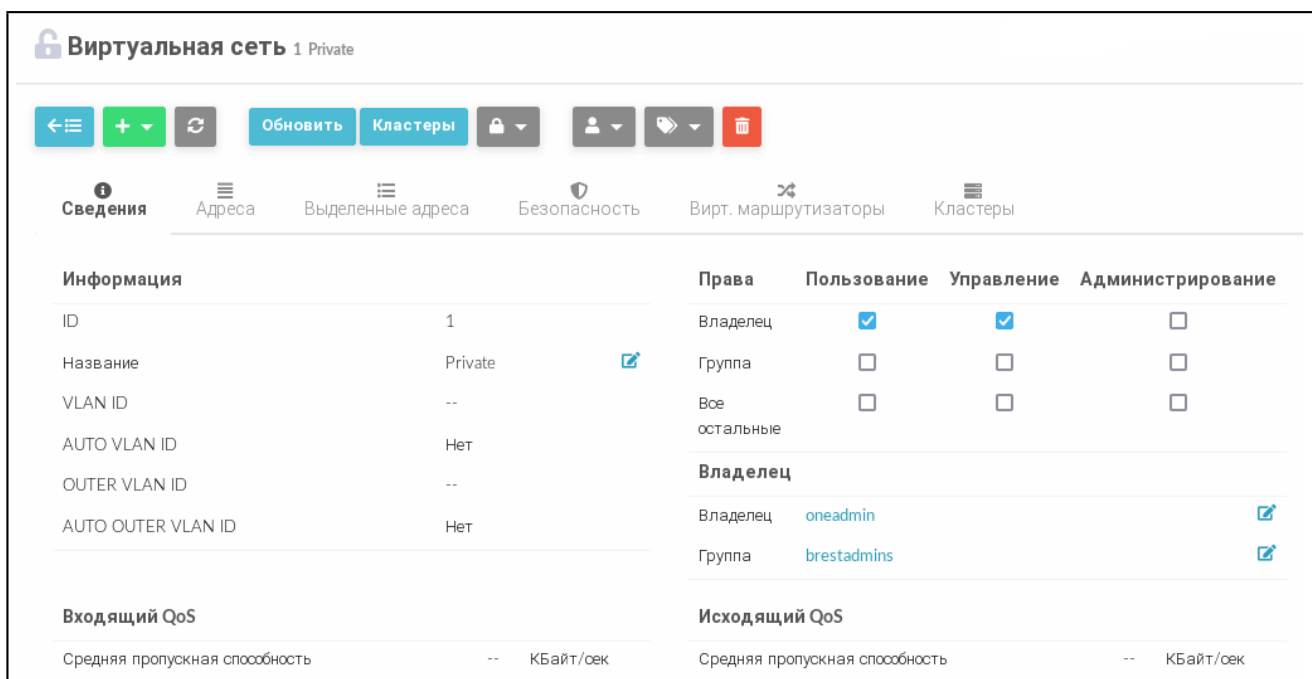 Виртуальная сеть 1 Private
Обновить Кластеры
Сведения Адреса Выделенные адреса Безопасность Вирт. маршрутизаторы Кластеры
Информация
ID 1
Название Private
VLAN ID --
AUTO VLAN ID Нет
OUTER VLAN ID --
AUTO OUTER VLAN ID Нет
Права Пользование Управление Администрирование
Владелец
Группа
Все
остальные
Владелец
Владелец oneadmin
Группа brestadmins
Входящий QoS
Средняя пропускная способность -- КБайт/сек
Исходящий QoS
Средняя пропускная способность -- КБайт/сек